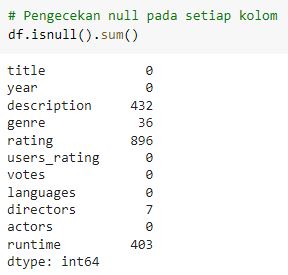 # Pengecekan null pada setiap kolom
df.isnull().sum()
title 0
year 0
description 432
genre 36
rating 896
users_rating 0
votes 0
languages 0
directors 7
actors 0
runtime 403
dtype: int64